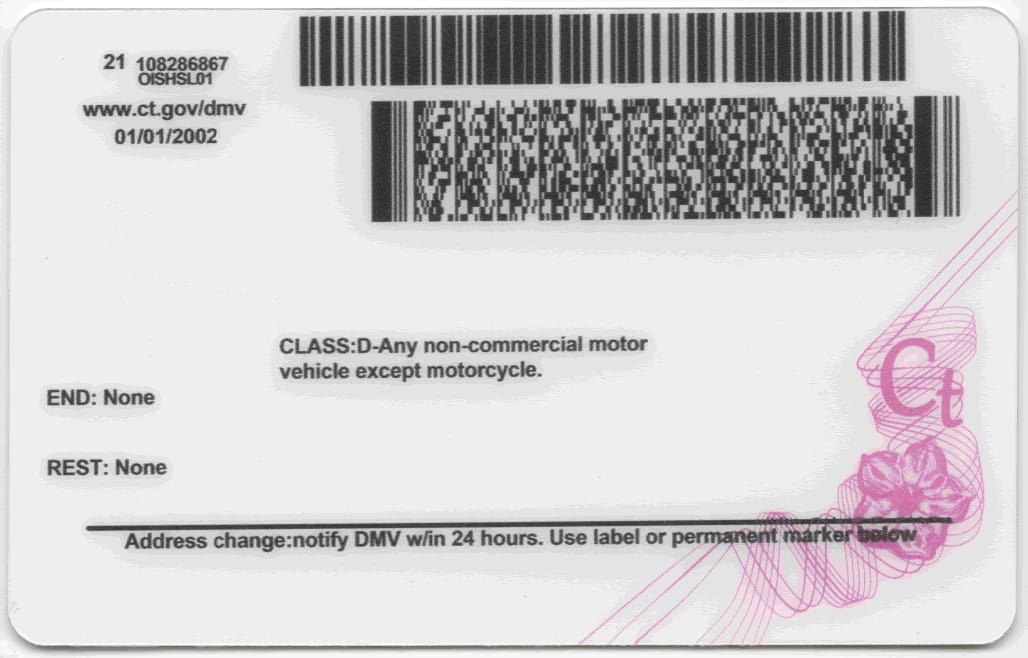 21 108286867
OISHSL01
www.ct.gov/dmv
01/01/2002
CLASS:D-Any non-commercial motor
vehicle except motorcycle.
END: None
REST: None
Ct
Address change:notify DMV w/in 24 hours. Use label or permanent marker below